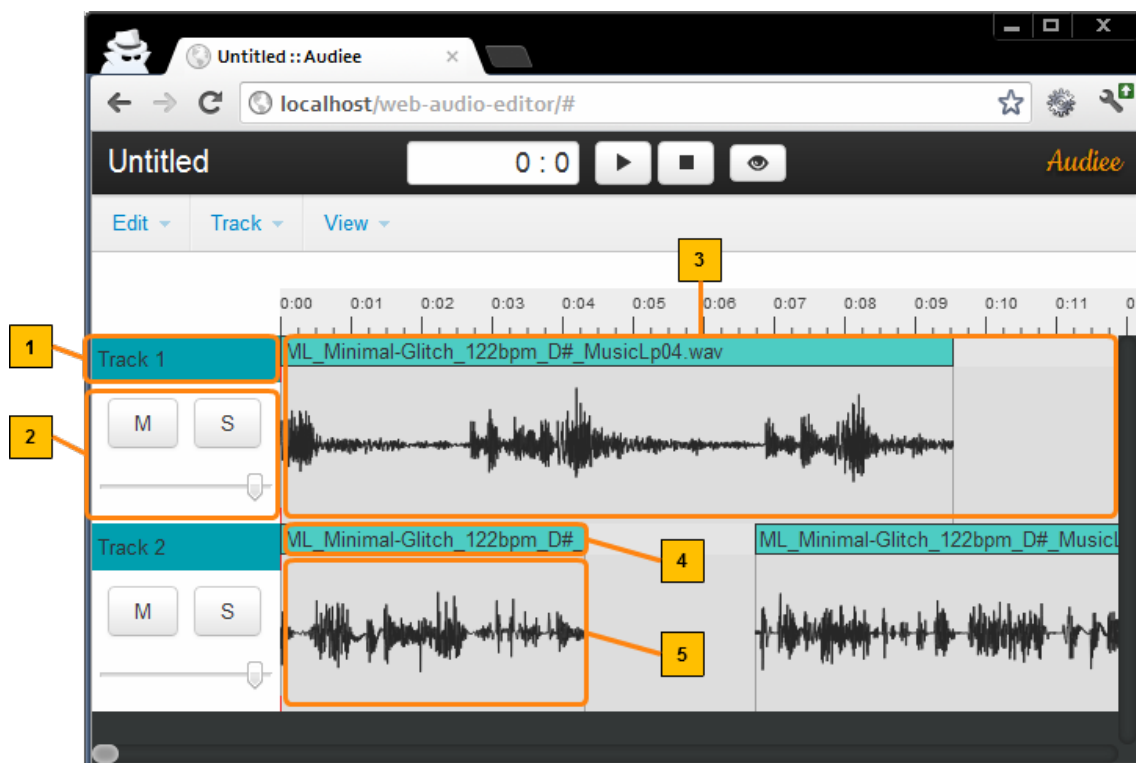 Untitled :: Audiee
localhost/web-audio-editor/#
Untitled
0 : 0
Audiee
Edit
Track
View
3
0:00 0:01 0:02 0:03 0:04 0:05 0:06 0:07 0:08 0:09 0:10 0:11 0
1
Track 1
ML_Minimal-Glitch_122bpm_D#_MusicLp04.wav
2
M
S
Track 2
ML_Minimal-Glitch_122bpm_D#_
ML_Minimal-Glitch_122bpm_D#_MusicL
4
M
S
5